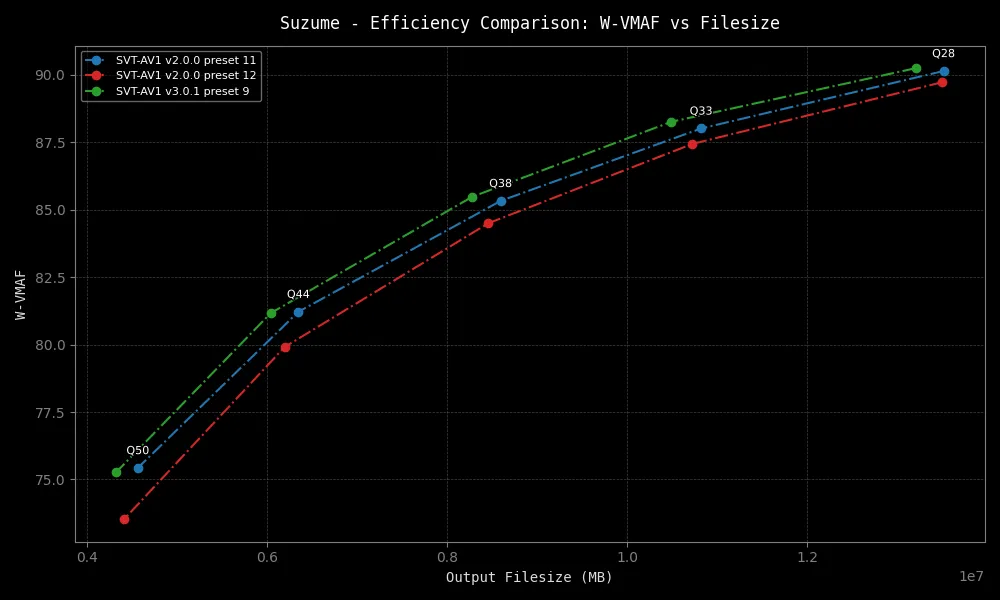 Suzume - Efficiency Comparison: W-VMAF vs Filesize
SVT-AV1 v2.0.0 preset 11
SVT-AV1 v2.0.0 preset 12
SVT-AV1 v3.0.1 preset 9
Q28
Q33
Q38
Q44
Q50
W-VMAF
90.0
87.5
85.0
82.5
80.0
77.5
75.0
0.4 0.6 0.8 1.0 1.2
1e7
Output Filesize (MB)